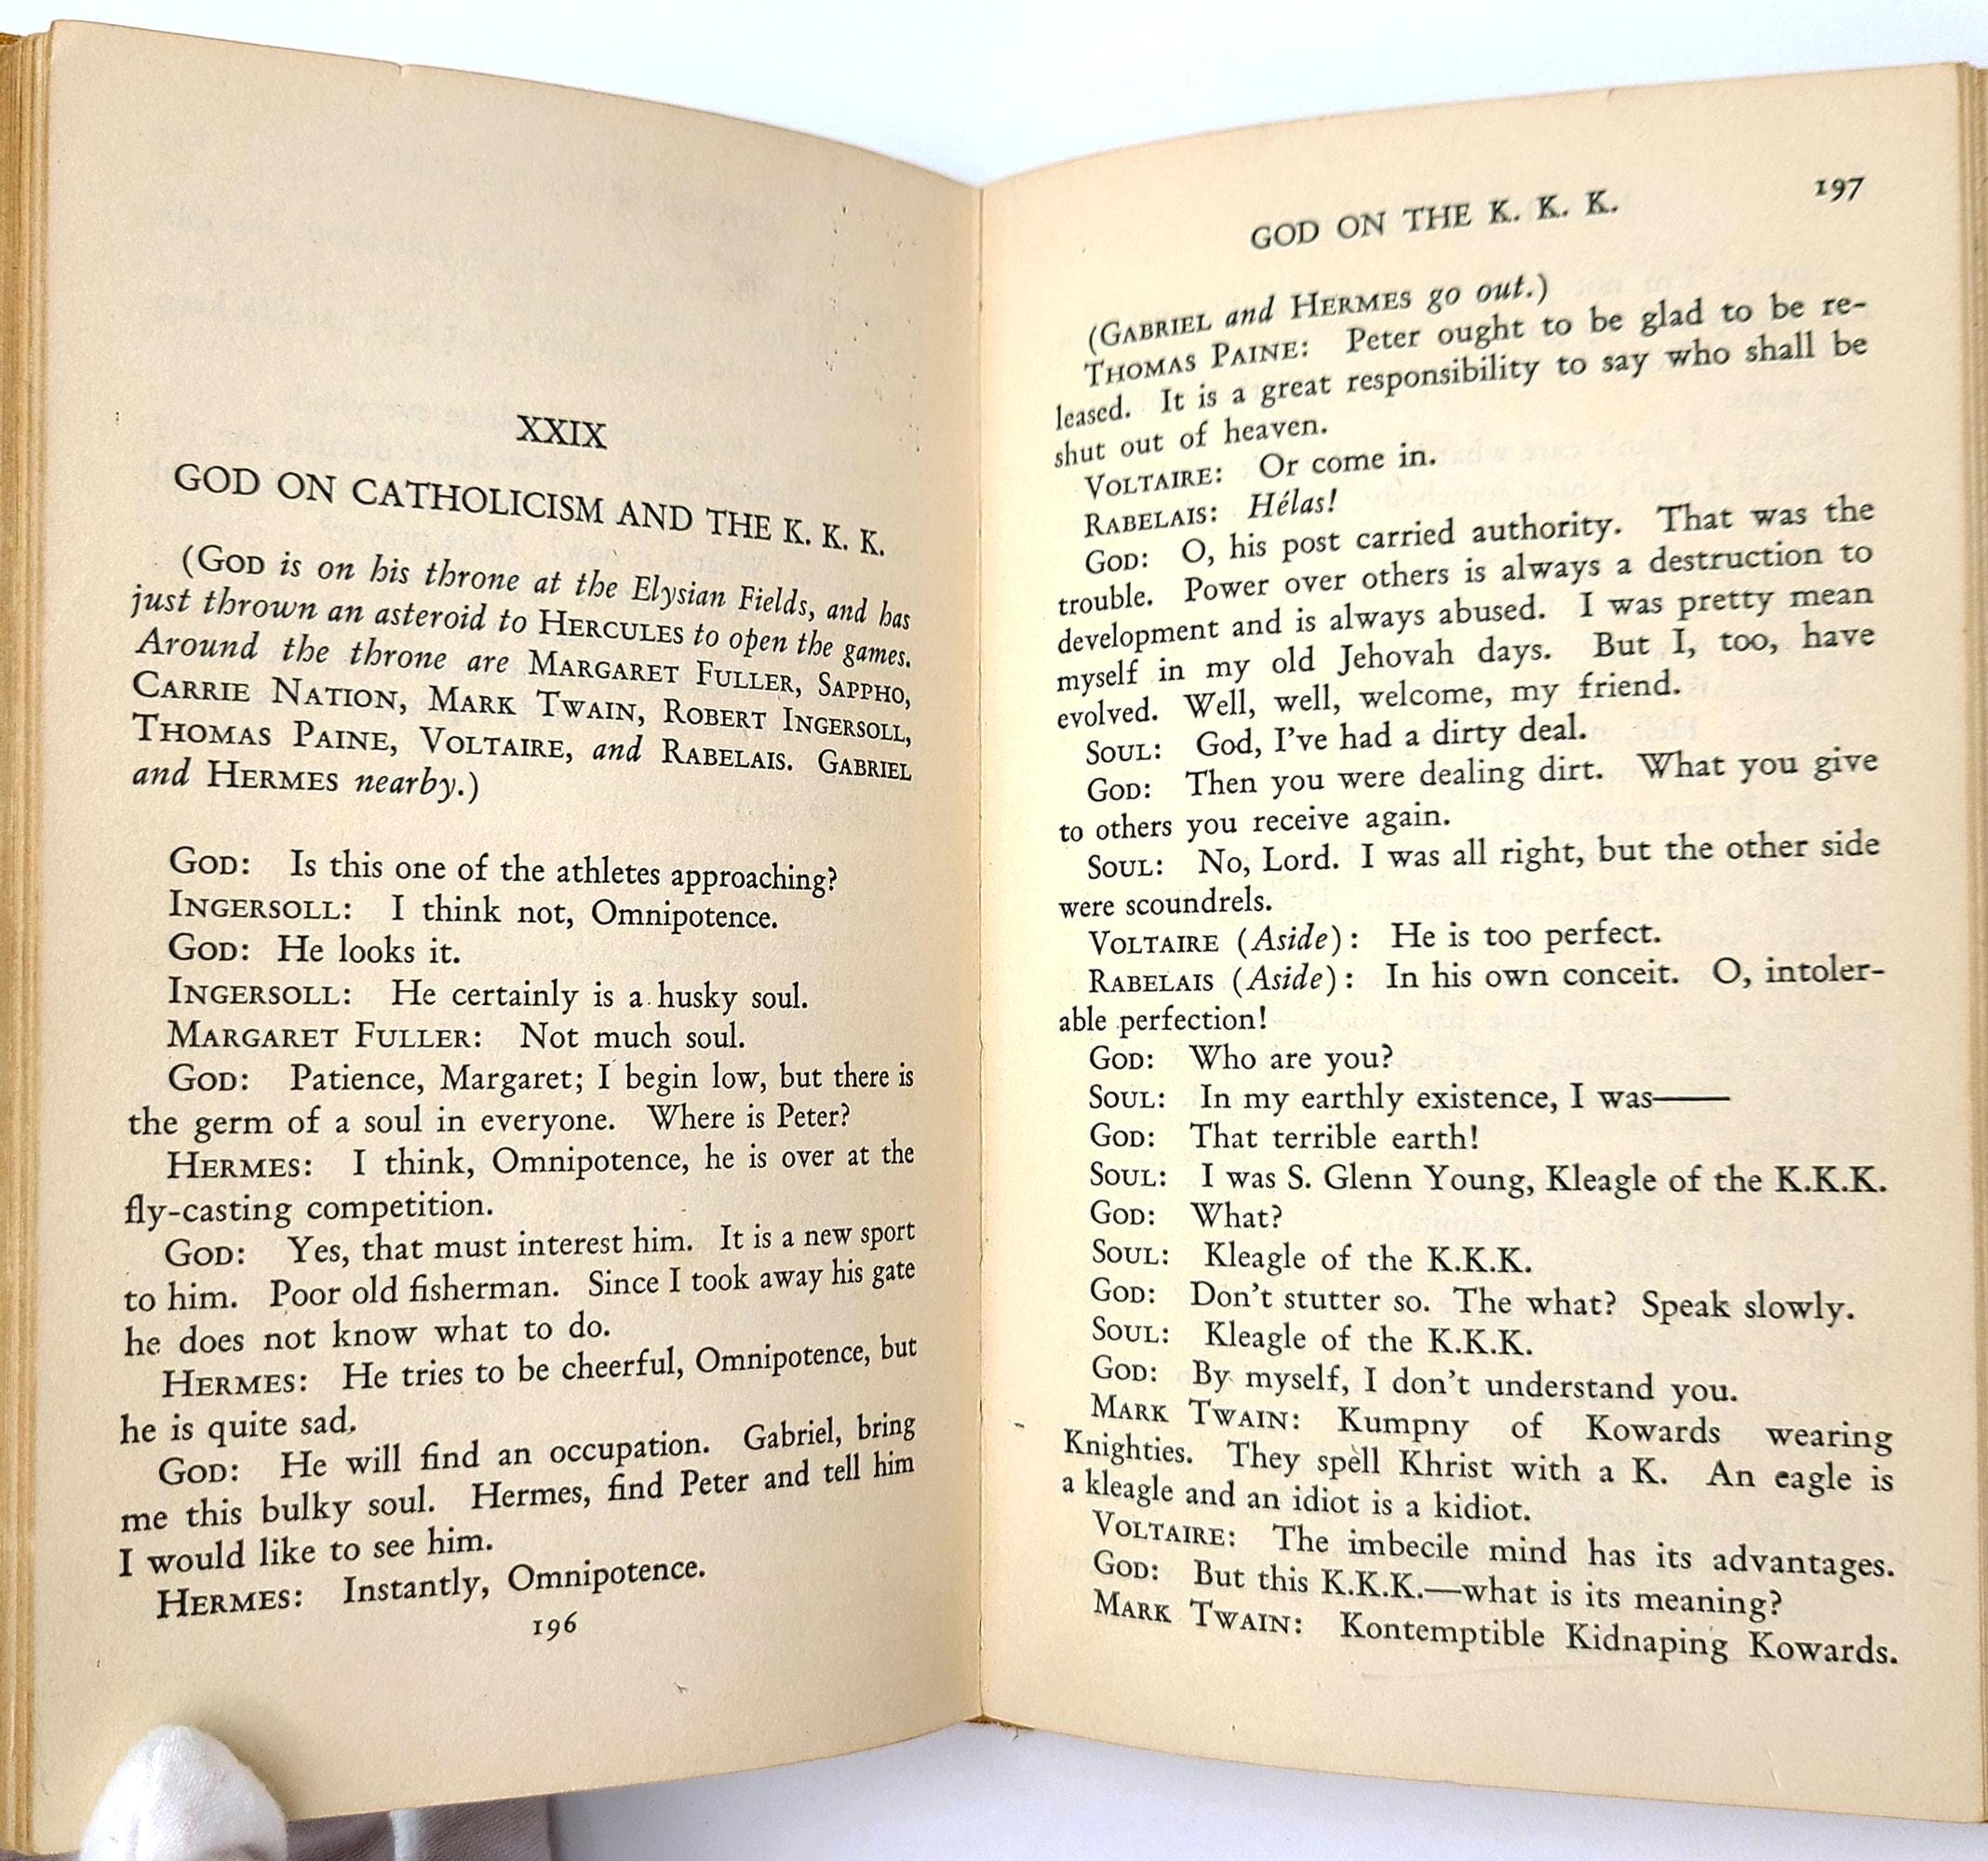 XXIX
GOD ON CATHOLICISM AND THE K. K. K.
(GOD is on his throne at the Elysian Fields, and has
just thrown an asteroid to HERCULES to open the games.
Around the throne are MARGARET FULLER, SAPPHO,
CARRIE NATION, MARK TWAIN, ROBERT INGERSOLL,
THOMAS PAINE, VOLTAIRE, and RABELAIS. GABRIEL
and HERMES nearby.)
GOD: Is this one of the athletes approaching?
INGERSOLL: I think not, Omnipotence.
GOD: He looks it.
INGERSOLL: He certainly is a husky soul.
MARGARET FULLER: Not much soul.
GOD: Patience, Margaret; I begin low, but there is
the germ of a soul in everyone. Where is Peter?
HERMES: I think, Omnipotence, he is over at the
fly-casting competition.
GOD: Yes, that must interest him. It is a new sport
to him. Poor old fisherman. Since I took away his gate
he does not know what to do.
HERMES: He tries to be cheerful, Omnipotence, but
he is quite sad.
GOD: He will find an occupation. Gabriel, bring
me this bulky soul. Hermes, find Peter and tell him
I would like to see him.
HERMES: Instantly, Omnipotence.
196
GOD ON THE K. K. K. 197
(GABRIEL and HERMES go out.)
THOMAS PAINE: Peter ought to be glad to be re-
leased. It is a great responsibility to say who shall be
shut out of heaven.
VOLTAIRE: Or come in.
RABELAIS: Hélas!
GOD: O, his post carried authority. That was the
trouble. Power over others is always a destruction to
development and is always abused. I was pretty mean
myself in my old Jehovah days. But I, too, have
evolved. Well, well, welcome, my friend.
SOUL: God, I've had a dirty deal.
GOD: Then you were dealing dirt. What you give
to others you receive again.
SOUL: No, Lord. I was all right, but the other side
were scoundrels.
VOLTAIRE (Aside): He is too perfect.
RABELAIS (Aside): In his own conceit. O, intoler-
able perfection!
GOD: Who are you?
SOUL: In my earthly existence, I was——
GOD: That terrible earth!
SOUL: I was S. Glenn Young, Kleagle of the K.K.K.
GOD: What?
SOUL: Kleagle of the K.K.K.
GOD: Don't stutter so. The what? Speak slowly.
SOUL: Kleagle of the K.K.K.
GOD: By myself, I don't understand you.
MARK TWAIN: Kumpny of Kowards wearing
Knighties. They spell Khrist with a K. An eagle is
a kleagle and an idiot is a kidiot.
VOLTAIRE: The imbecile mind has its advantages.
GOD: But this K.K.K.—what is its meaning?
MARK TWAIN: Kontemptible Kidnaping Kowards.